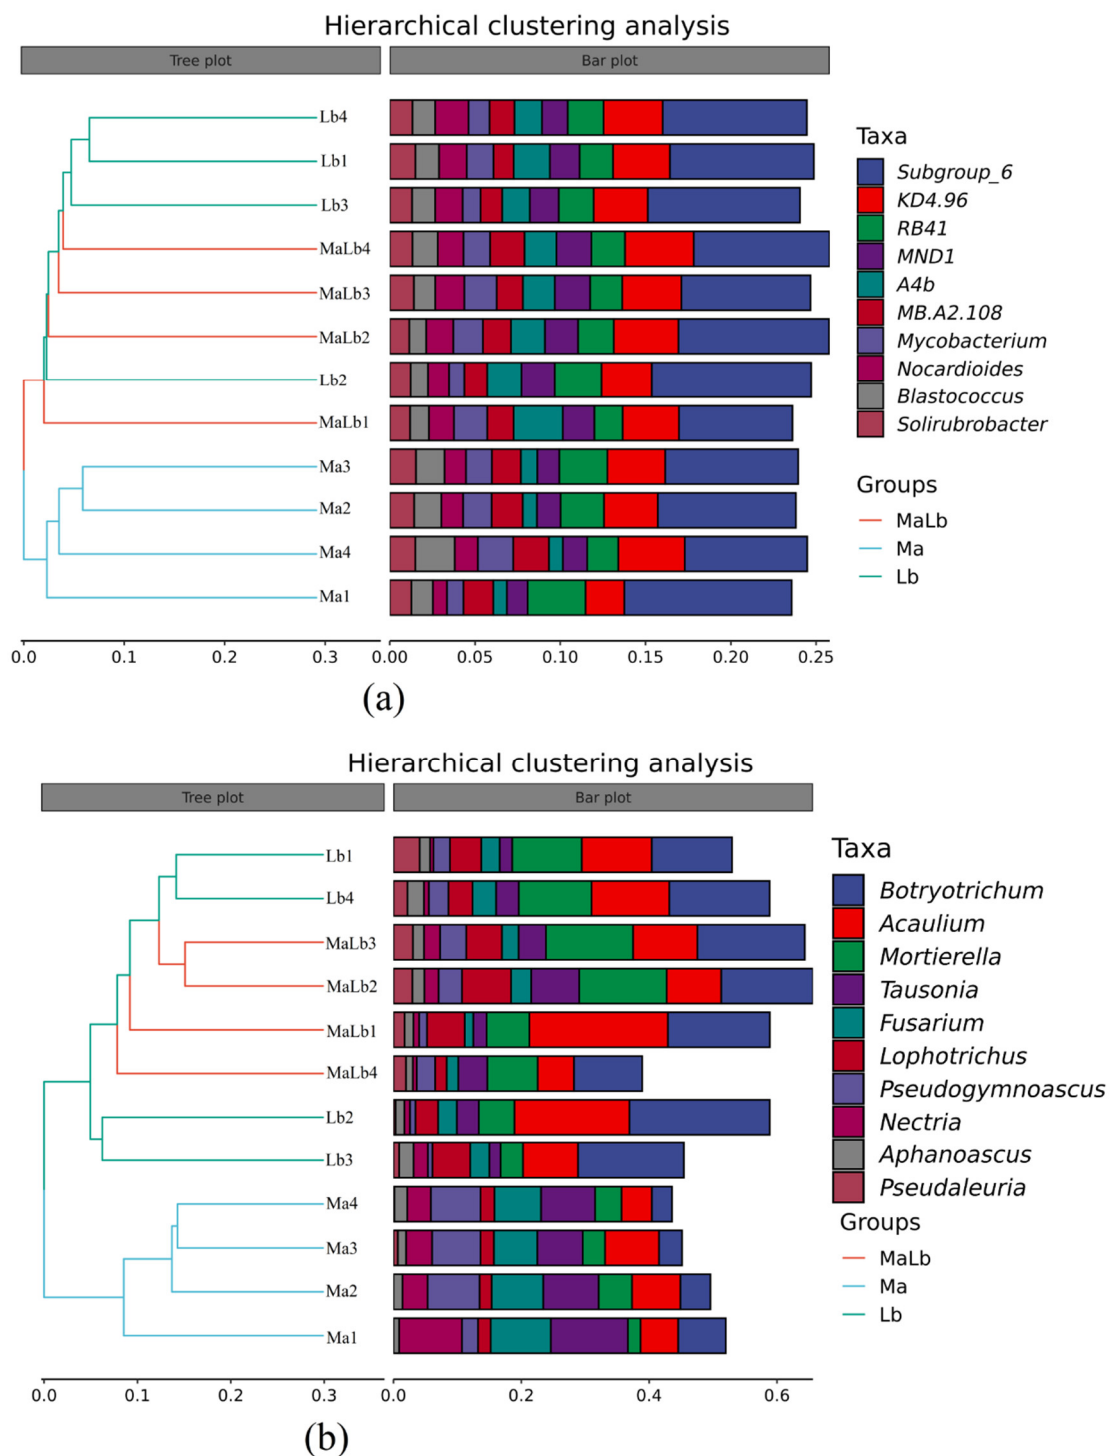 Hierarchical clustering analysis
Tree plot
Bar plot
Lb4
Lb1
Lb3
MaLb4
MaLb3
MaLb2
Lb2
MaLb1
Ma3
Ma2
Ma4
Ma1
0.0 0.1 0.2 0.3
0.00 0.05 0.10 0.15 0.20 0.25
Taxa
Subgroup_6
KD4.96
RB41
MND1
A4b
MB.A2.108
Mycobacterium
Nocardioides
Blastococcus
Solirubrobacter
Groups
MaLb
Ma
Lb
(a)
Hierarchical clustering analysis
Tree plot
Bar plot
Lb1
Lb4
MaLb3
MaLb2
MaLb1
MaLb4
Lb2
Lb3
Ma4
Ma3
Ma2
Ma1
0.0 0.1 0.2 0.3
0.0 0.2 0.4 0.6
Taxa
Botryotrichum
Acaulium
Mortierella
Tausonia
Fusarium
Lophotrichus
Pseudogymnoascus
Nectria
Aphanoascus
Pseudaleuria
Groups
MaLb
Ma
Lb
(b)